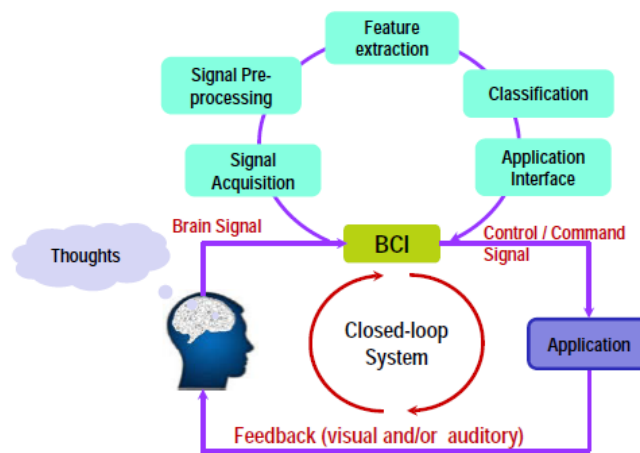 Feature
extraction
Signal Pre-
processing
Classification
Signal
Acquisition
Application
Interface
Brain Signal
BCI
Control / Command
Signal
Thoughts
Closed-loop
System
Application
Feedback (visual and/or auditory)